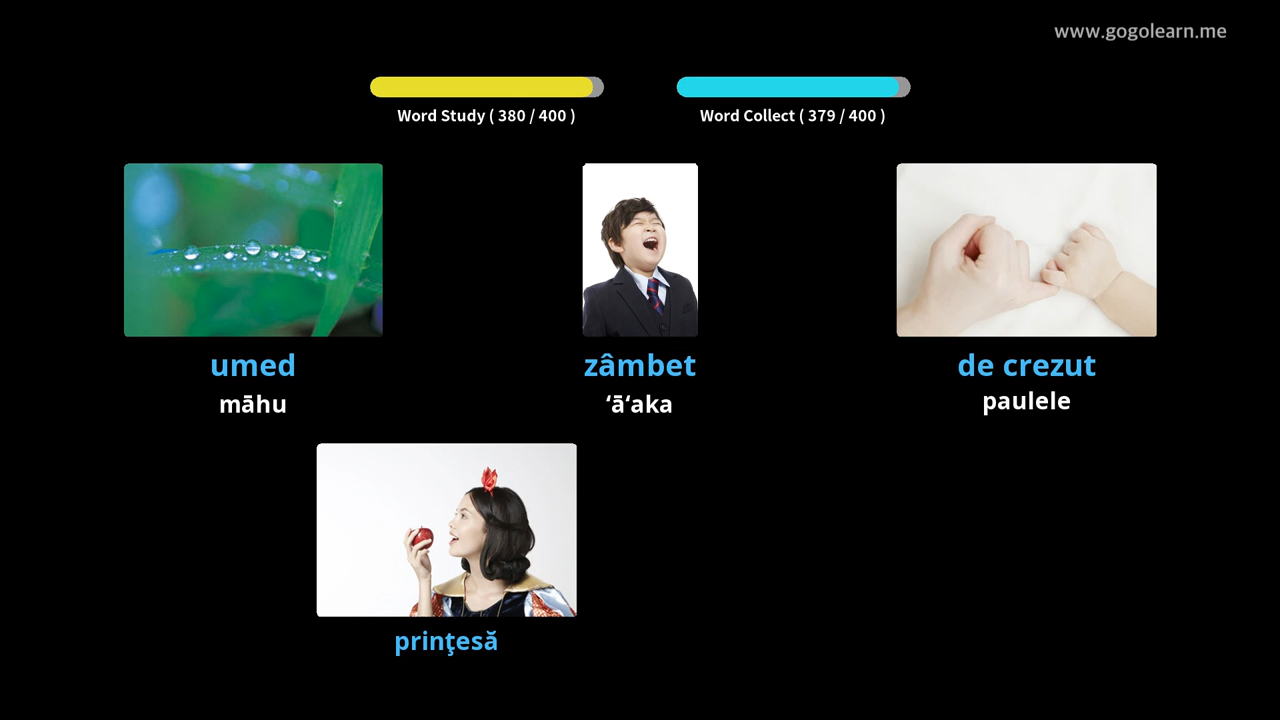 www.gogolearn.me
Word Study ( 380 / 400 )
Word Collect ( 379 / 400 )
umed
māhu
zâmbet
ʻāʻaka
de crezut
paulele
prinţesă